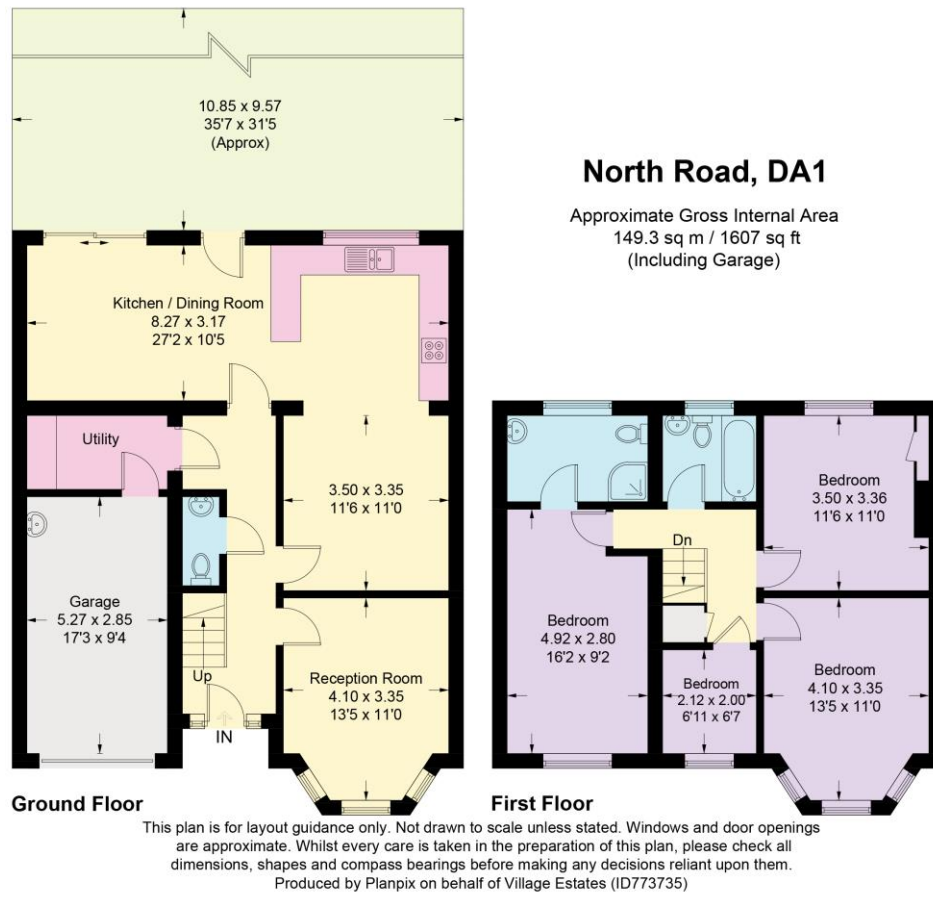 10.85 x 9.57
35'7 x 31'5
(Approx)
North Road, DA1
Approximate Gross Internal Area
149.3 sq m / 1607 sq ft
(Including Garage)
Kitchen / Dining Room
8.27 x 3.17
27'2 x 10'5
Utility
3.50 x 3.35
11'6 x 11'0
Garage
5.27 x 2.85
17'3 x 9'4
Up
IN
Reception Room
4.10 x 3.35
13'5 x 11'0
Ground Floor
Bedroom
3.50 x 3.36
11'6 x 11'0
Dn
Bedroom
4.92 x 2.80
16'2 x 9'2
Bedroom
2.12 x 2.00
6'11 x 6'7
Bedroom
4.10 x 3.35
13'5 x 11'0
First Floor
This plan is for layout guidance only. Not drawn to scale unless stated. Windows and door openings
are approximate. Whilst every care is taken in the preparation of this plan, please check all
dimensions, shapes and compass bearings before making any decisions reliant upon them.
Produced by Planpix on behalf of Village Estates (ID773735)